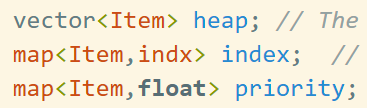 vector<Item> heap; // The
map<Item,indx> index;  //
map<Item,float> priority;